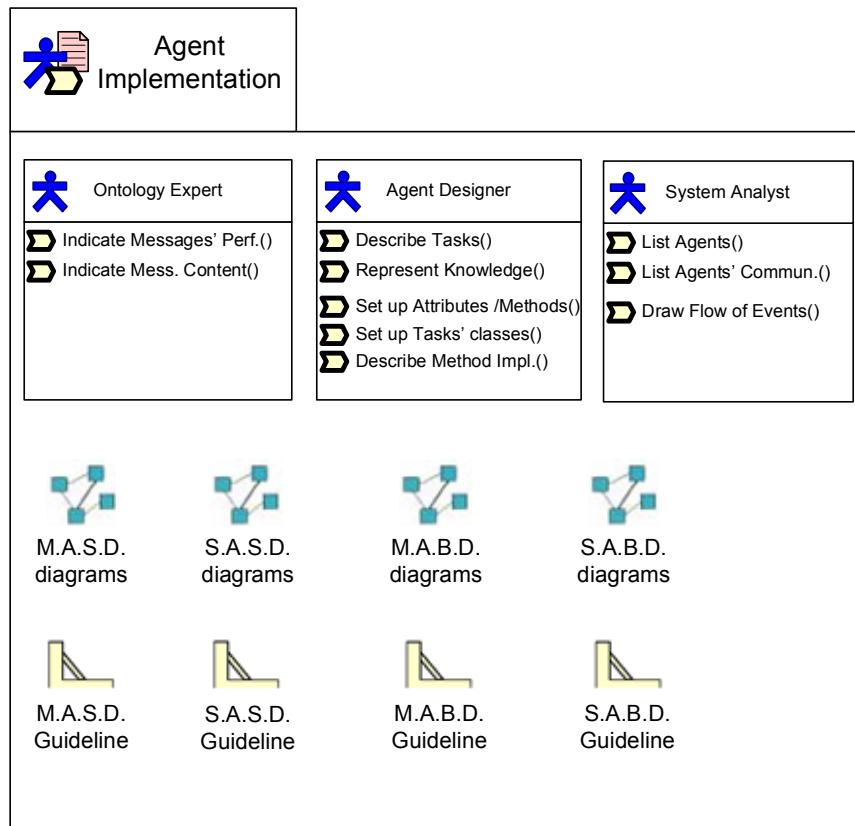 Agent
Implementation
Ontology Expert
Indicate Messages' Perf.()
Indicate Mess. Content()
Agent Designer
Describe Tasks()
Represent Knowledge()
Set up Attributes /Methods()
Set up Tasks' classes()
Describe Method Impl.()
System Analyst
List Agents()
List Agents' Commun.()
Draw Flow of Events()
M.A.S.D.
diagrams
S.A.S.D.
diagrams
M.A.B.D.
diagrams
S.A.B.D.
diagrams
M.A.S.D.
Guideline
S.A.S.D.
Guideline
M.A.B.D.
Guideline
S.A.B.D.
Guideline